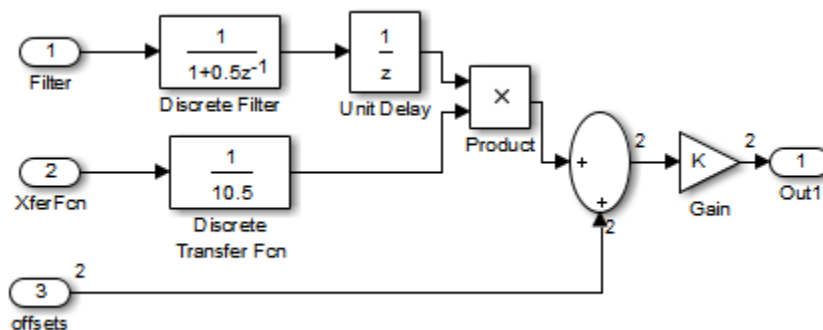 1
Filter
1
1+0.5z-1
Discrete Filter
1
z
Unit Delay
×
Product
2
XferFcn
1
10.5
Discrete
Transfer Fcn
3
offsets
2
+
+
2
2
K
Gain
2
1
Out1